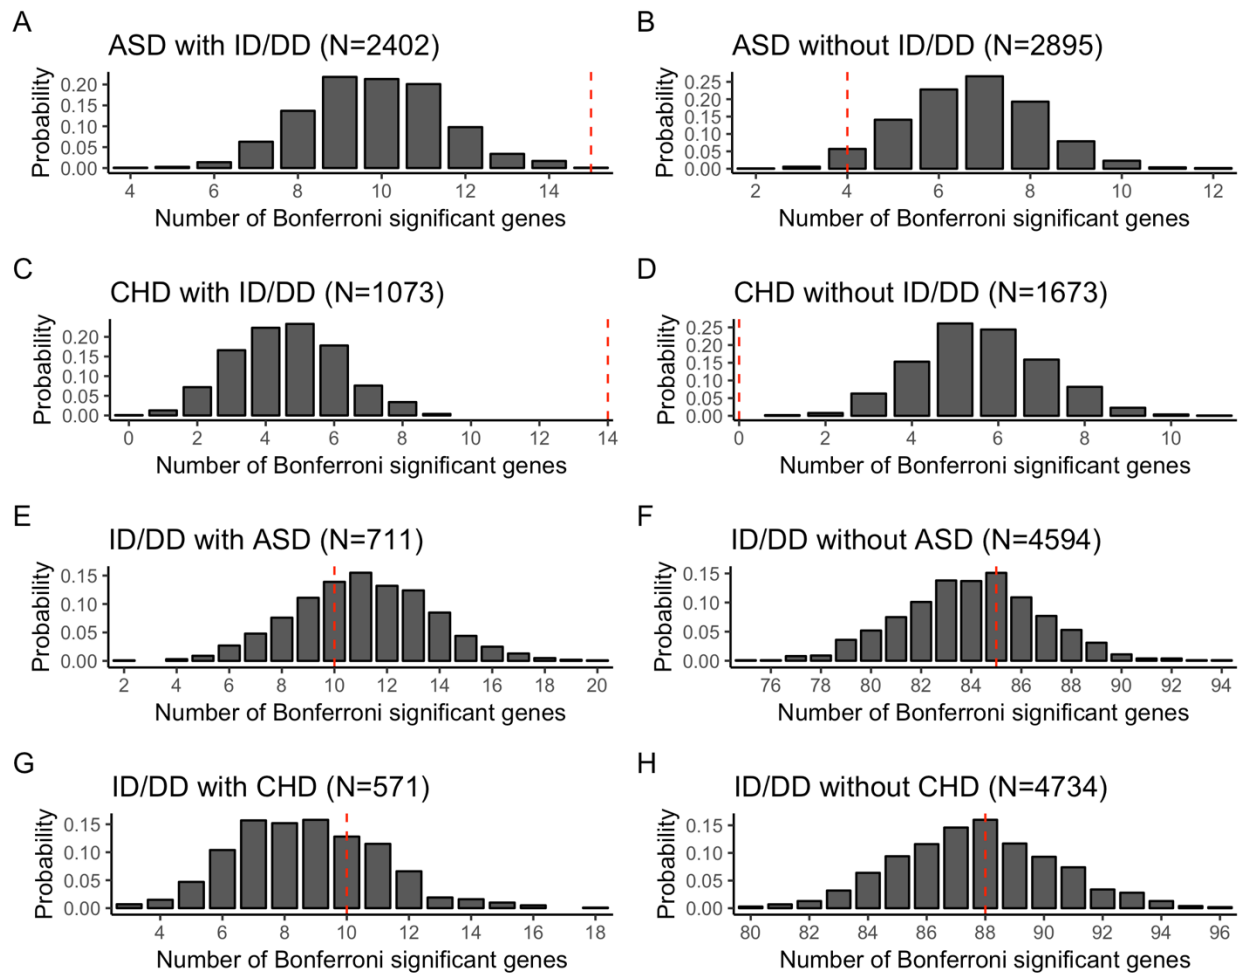 A
ASD with ID/DD (N=2402)
Probability
0.20
0.15
0.10
0.05
0.00
4 6 8 10 12 14
Number of Bonferroni significant genes
B
ASD without ID/DD (N=2895)
Probability
0.25
0.20
0.15
0.10
0.05
0.00
2 4 6 8 10 12
Number of Bonferroni significant genes
C
CHD with ID/DD (N=1073)
Probability
0.20
0.15
0.10
0.05
0.00
0 2 4 6 8 10 12 14
Number of Bonferroni significant genes
D
CHD without ID/DD (N=1673)
Probability
0.25
0.20
0.15
0.10
0.05
0.00
0 2 4 6 8 10
Number of Bonferroni significant genes
E
ID/DD with ASD (N=711)
Probability
0.15
0.10
0.05
0.00
2 4 6 8 10 12 14 16 18 20
Number of Bonferroni significant genes
F
ID/DD without ASD (N=4594)
Probability
0.15
0.10
0.05
0.00
76 78 80 82 84 86 88 90 92 94
Number of Bonferroni significant genes
G
ID/DD with CHD (N=571)
Probability
0.15
0.10
0.05
0.00
4 6 8 10 12 14 16 18
Number of Bonferroni significant genes
H
ID/DD without CHD (N=4734)
Probability
0.15
0.10
0.05
0.00
80 82 84 86 88 90 92 94 96
Number of Bonferroni significant genes